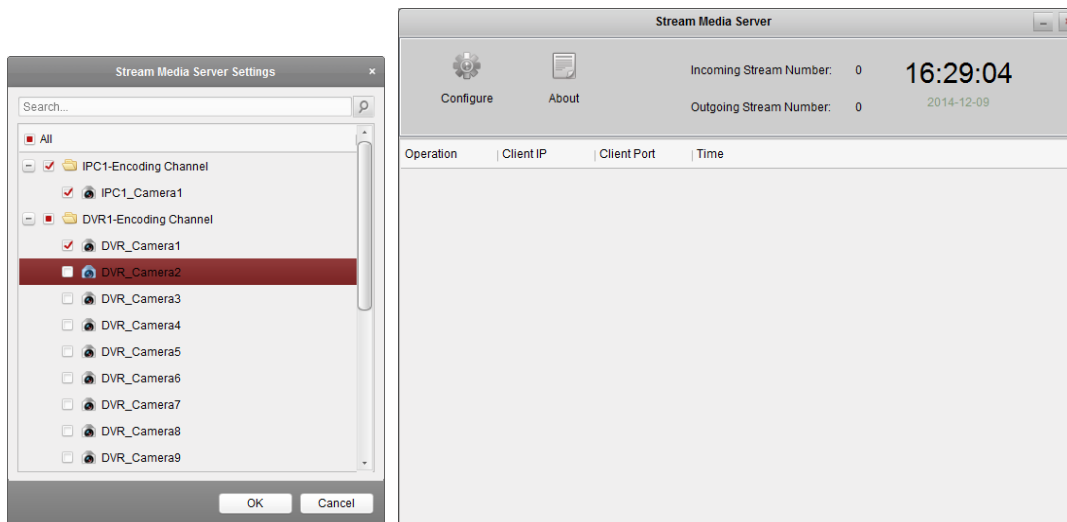 Stream Media Server Settings
Search...
All
IPC1-Encoding Channel
IPC1_Camera1
DVR1-Encoding Channel
DVR_Camera1
DVR_Camera2
DVR_Camera3
DVR_Camera4
DVR_Camera5
DVR_Camera6
DVR_Camera7
DVR_Camera8
DVR_Camera9
OK Cancel
Stream Media Server
Configure About
Incoming Stream Number: 0
Outgoing Stream Number: 0
16:29:04
2014-12-09
Operation Client IP Client Port Time